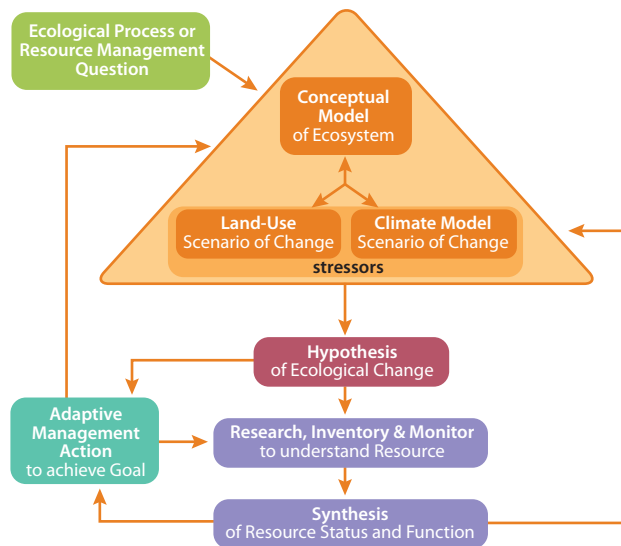 Ecological Process or
Resource Management
Question
Conceptual
Model
of Ecosystem
Land-Use
Scenario of Change
Climate Model
Scenario of Change
stressors
Hypothesis
of Ecological Change
Adaptive
Management
Action
to achieve Goal
Research, Inventory & Monitor
to understand Resource
Synthesis
of Resource Status and Function